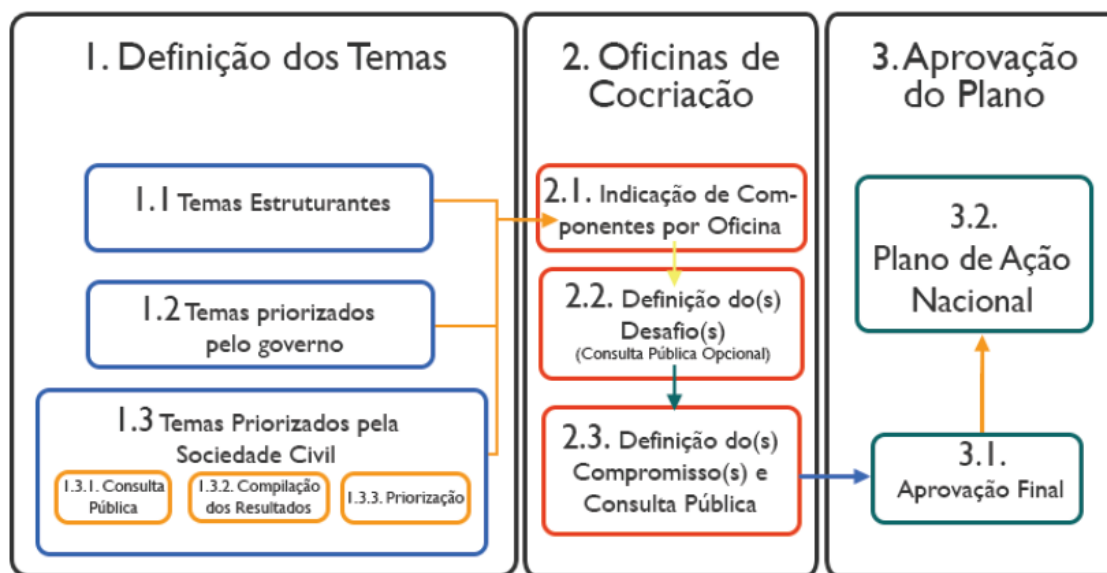 1. Definição dos Temas
1.1 Temas Estruturantes
1.2 Temas priorizados
pelo governo
1.3 Temas Priorizados pela
Sociedade Civil
1.3.1. Consulta
Pública
1.3.2. Compilação
dos Resultados
1.3.3. Priorização
2. Oficinas de
Cocriação
2.1. Indicação de Com-
ponentes por Oficina
2.2. Definição do(s)
Desafio(s)
(Consulta Pública Opcional)
2.3. Definição do(s)
Compromisso(s) e
Consulta Pública
3. Aprovação
do Plano
3.2.
Plano de Ação
Nacional
3.1.
Aprovação Final